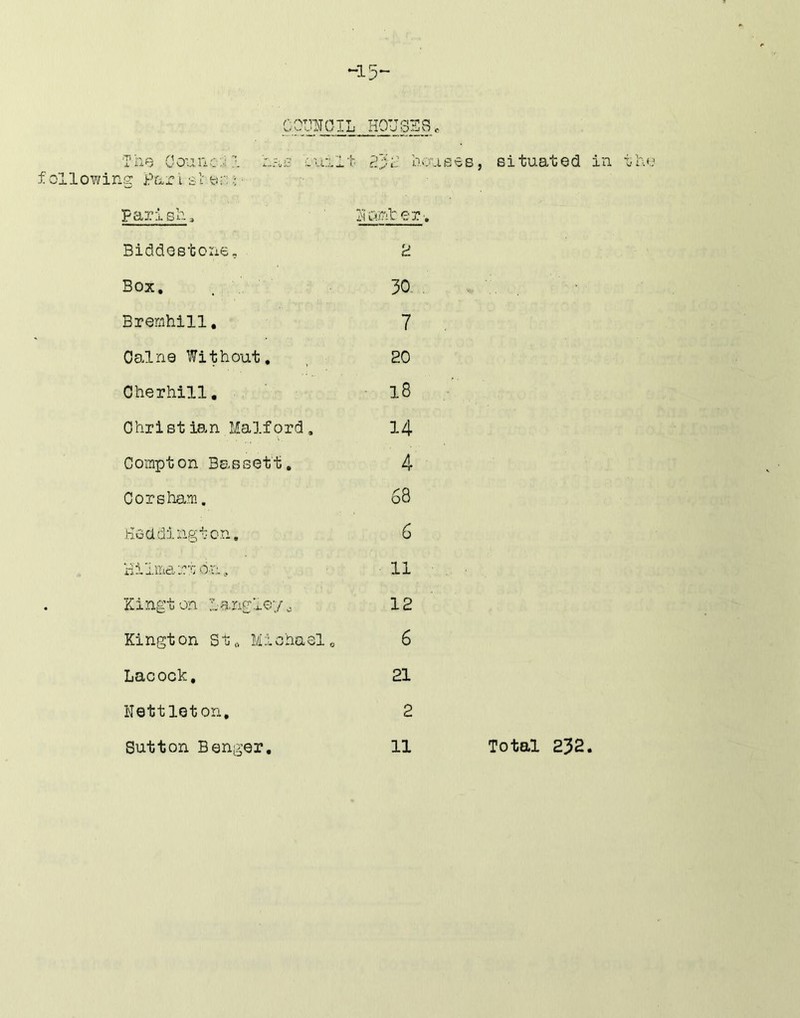 -15-
COUNCIL HOUSES.
The Council has built 232 houses, situated in the
following Parishes:
Parish. Number.
Biddestone. 2
Box. 30
Bremhill. 7
Calne Without. 20
Cherhill. 18
Christian Malford. 14
Compton Bassett. 4
Corsham. 68
Heddington. 6
Hilmarton. 11
Kington Langley. 12
Kington St. Michael. 6
Lacock. 21
Nettleton. 2
Sutton Benger. 11 Total 232.